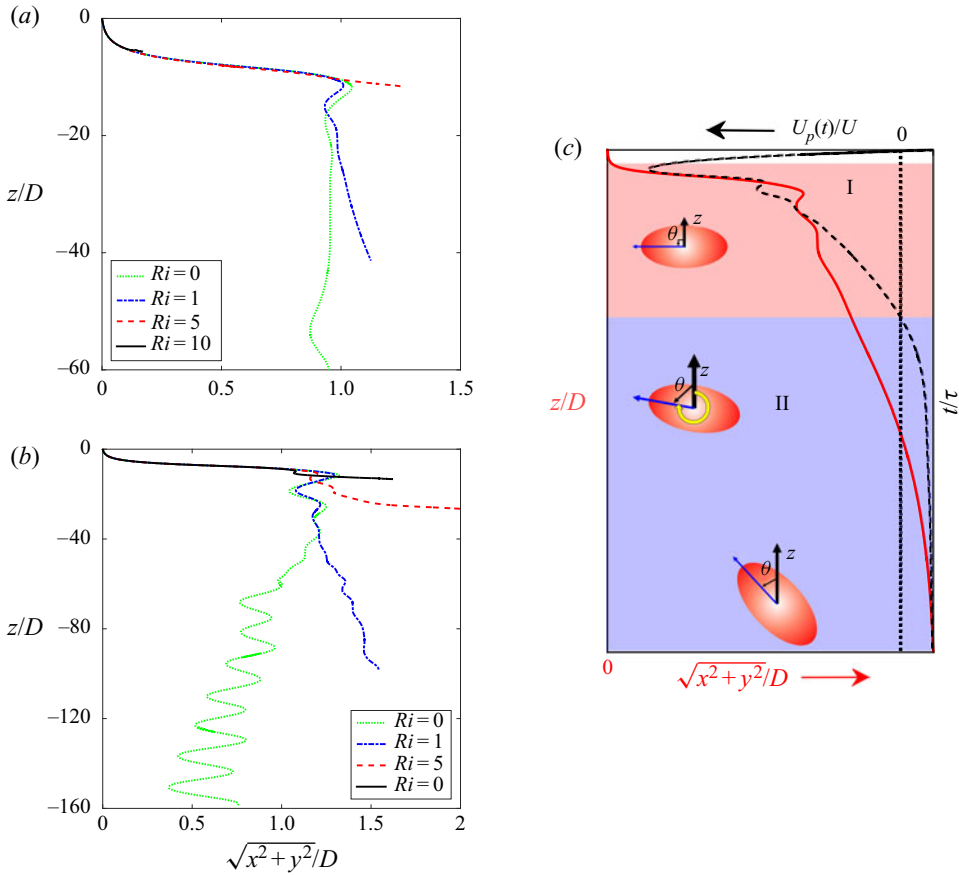 (a)
0
−20
z/D
−40
−60
Ri = 0
Ri = 1
Ri = 5
Ri = 10
0 0.5 1.0 1.5
(b)
0
−40
z/D
−80
−120
−160
Ri = 0
Ri = 1
Ri = 5
Ri = 0
0 0.5 1.0 1.5 2
√x² + y²/D
(c)
U_p(t)/U 0
I
z
θ
z/D
t/τ
z
θ
II
z
θ
0
√x² + y²/D